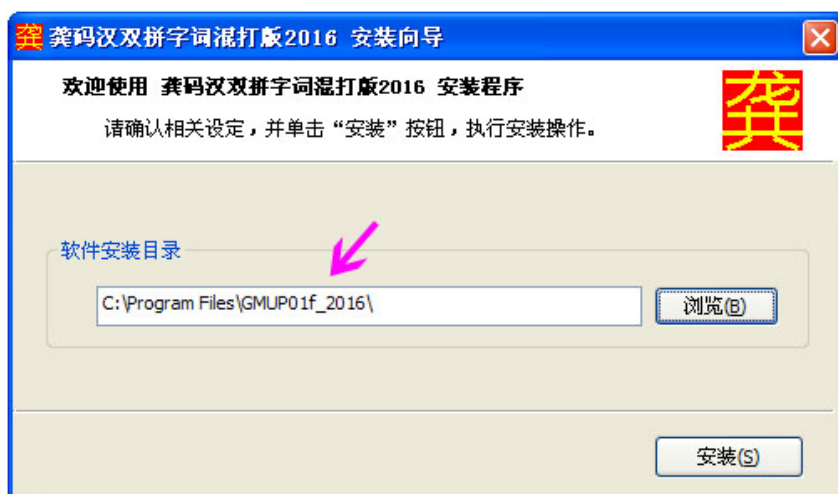 龚 龚码汉双拼字词混打版2016 安装向导
欢迎使用 龚码汉双拼字词混打版2016 安装程序
请确认相关设定，并单击“安装”按钮，执行安装操作。
龚
软件安装目录
C:\Program Files\GMUP01f_2016\
浏览(B)
安装(S)